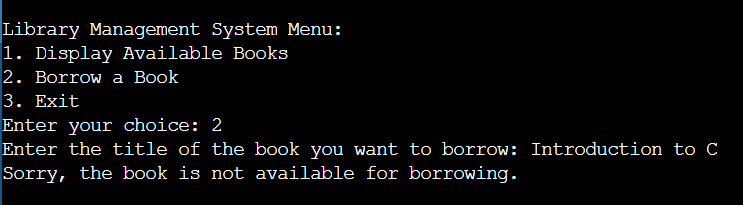 Library Management System Menu:
1. Display Available Books
2. Borrow a Book
3. Exit
Enter your choice: 2
Enter the title of the book you want to borrow: Introduction to C
Sorry, the book is not available for borrowing.